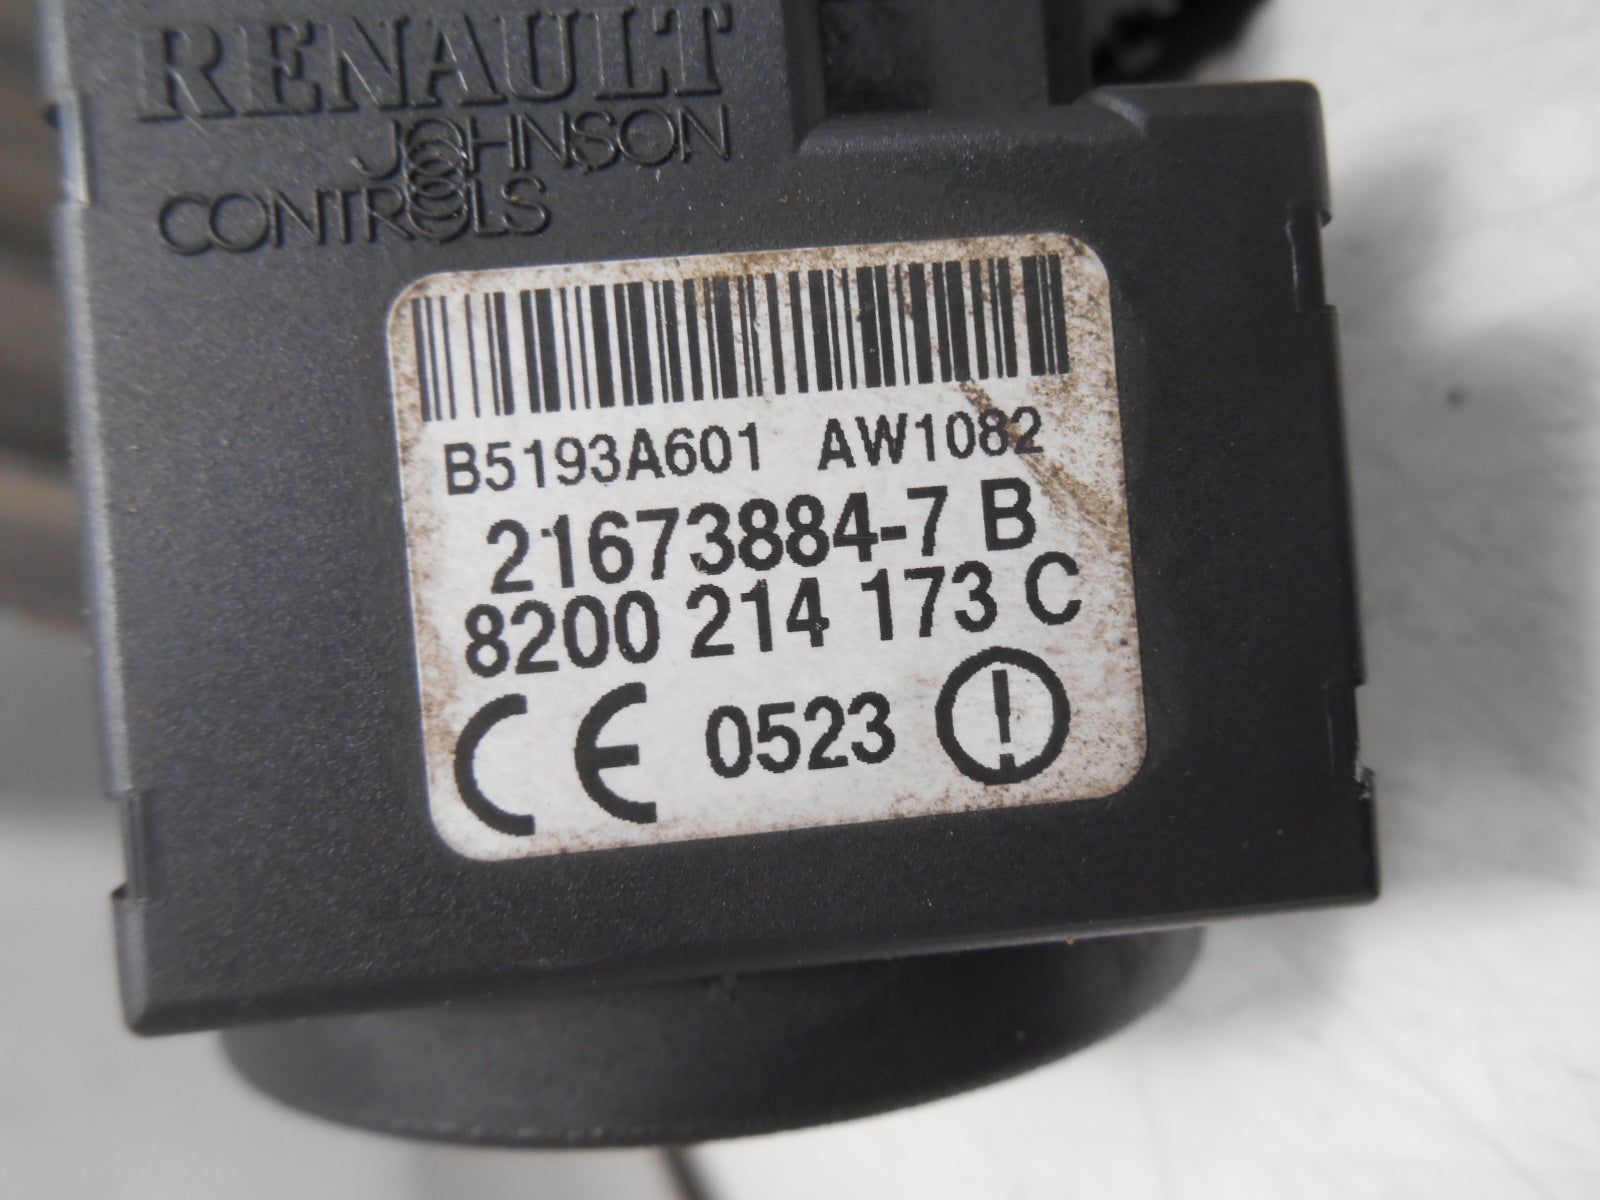 RENAULT
JOHNSON
CONTROLS
B5193A601 AW1082
21673884-7 B
8200 214 173 C
CE 0523 !